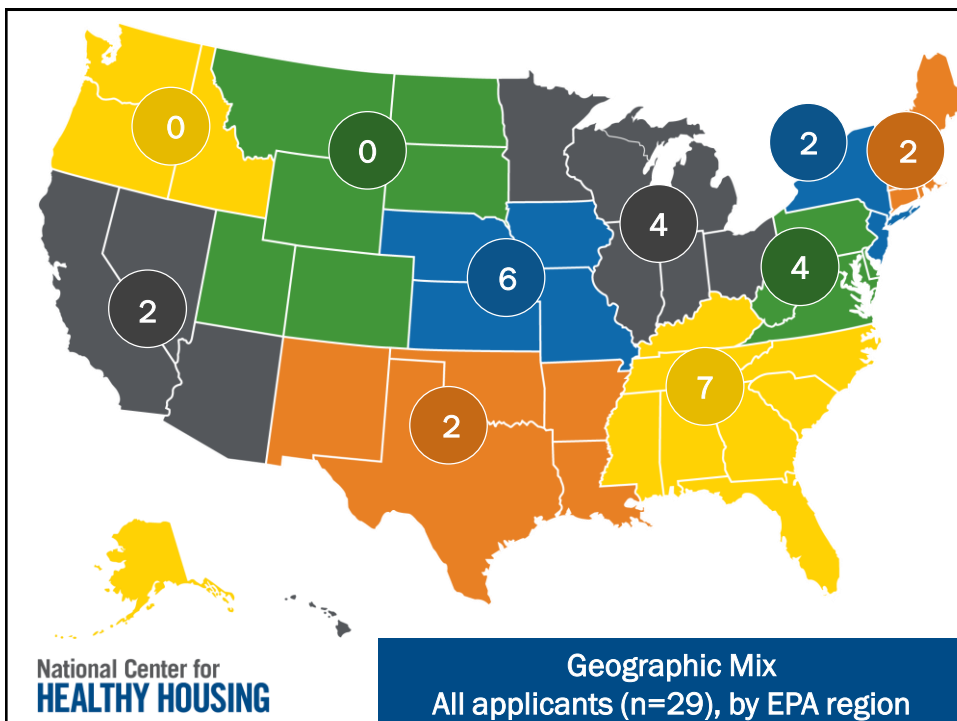 0
0
2
2
4
4
6
2
7
2
National Center for
HEALTHY HOUSING
Geographic Mix
All applicants (n=29), by EPA region